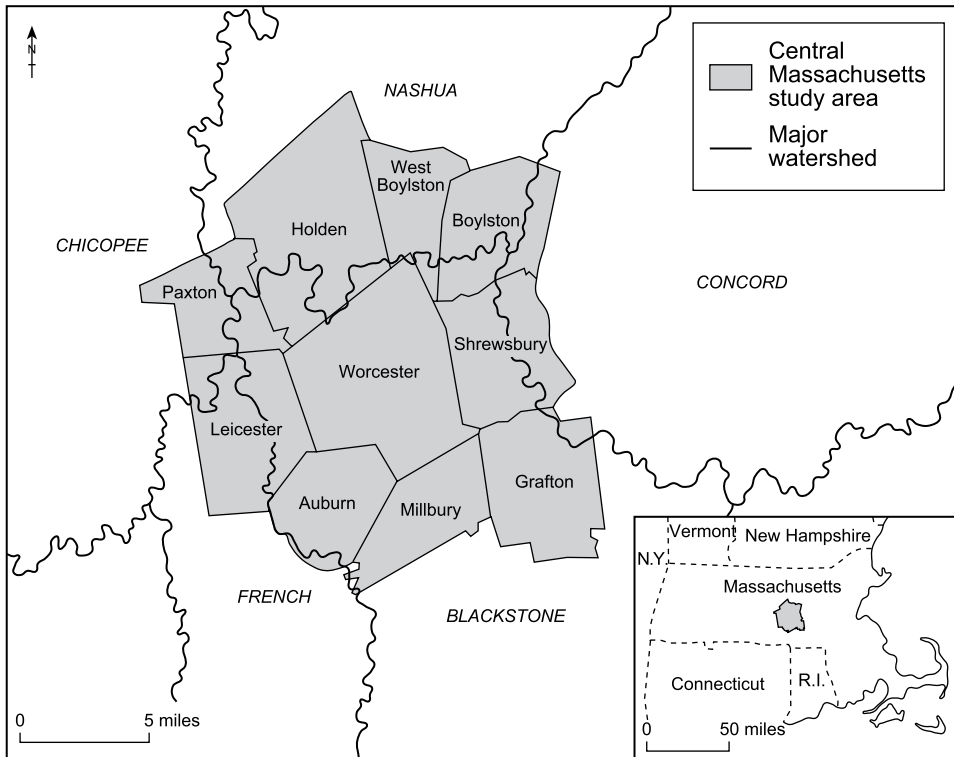 N
NASHUA
Central
Massachusetts
study area
Major
watershed
West
Boylston
Boylston
Holden
CHICOPEE
Paxton
CONCORD
Shrewsbury
Worcester
Leicester
Auburn
Millbury
Grafton
FRENCH
BLACKSTONE
0 5 miles
Vermont
New Hampshire
N.Y
Massachusetts
Connecticut
R.I.
0 50 miles